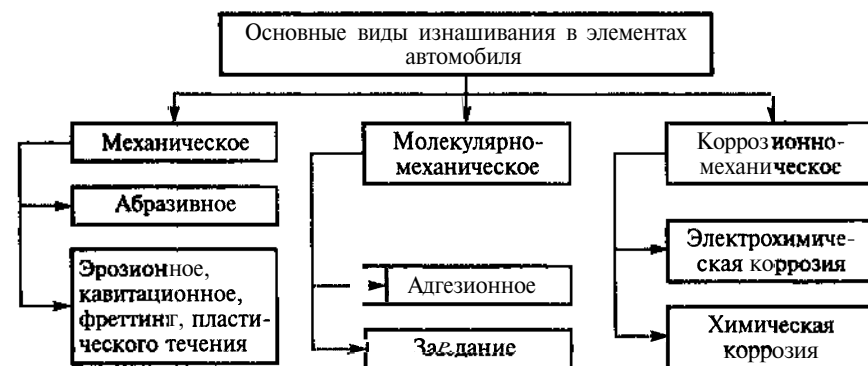 Основные виды изнашивания в элементах
автомобиля
Механическое
Абразивное
Эрозионное,
кавитационное,
фреттинг, пласти-
ческого течения
Молекулярно-
механическое
Адгезионное
Заедание
Коррозионно-
механическое
Электрохимиче-
ская коррозия
Химическая
коррозия